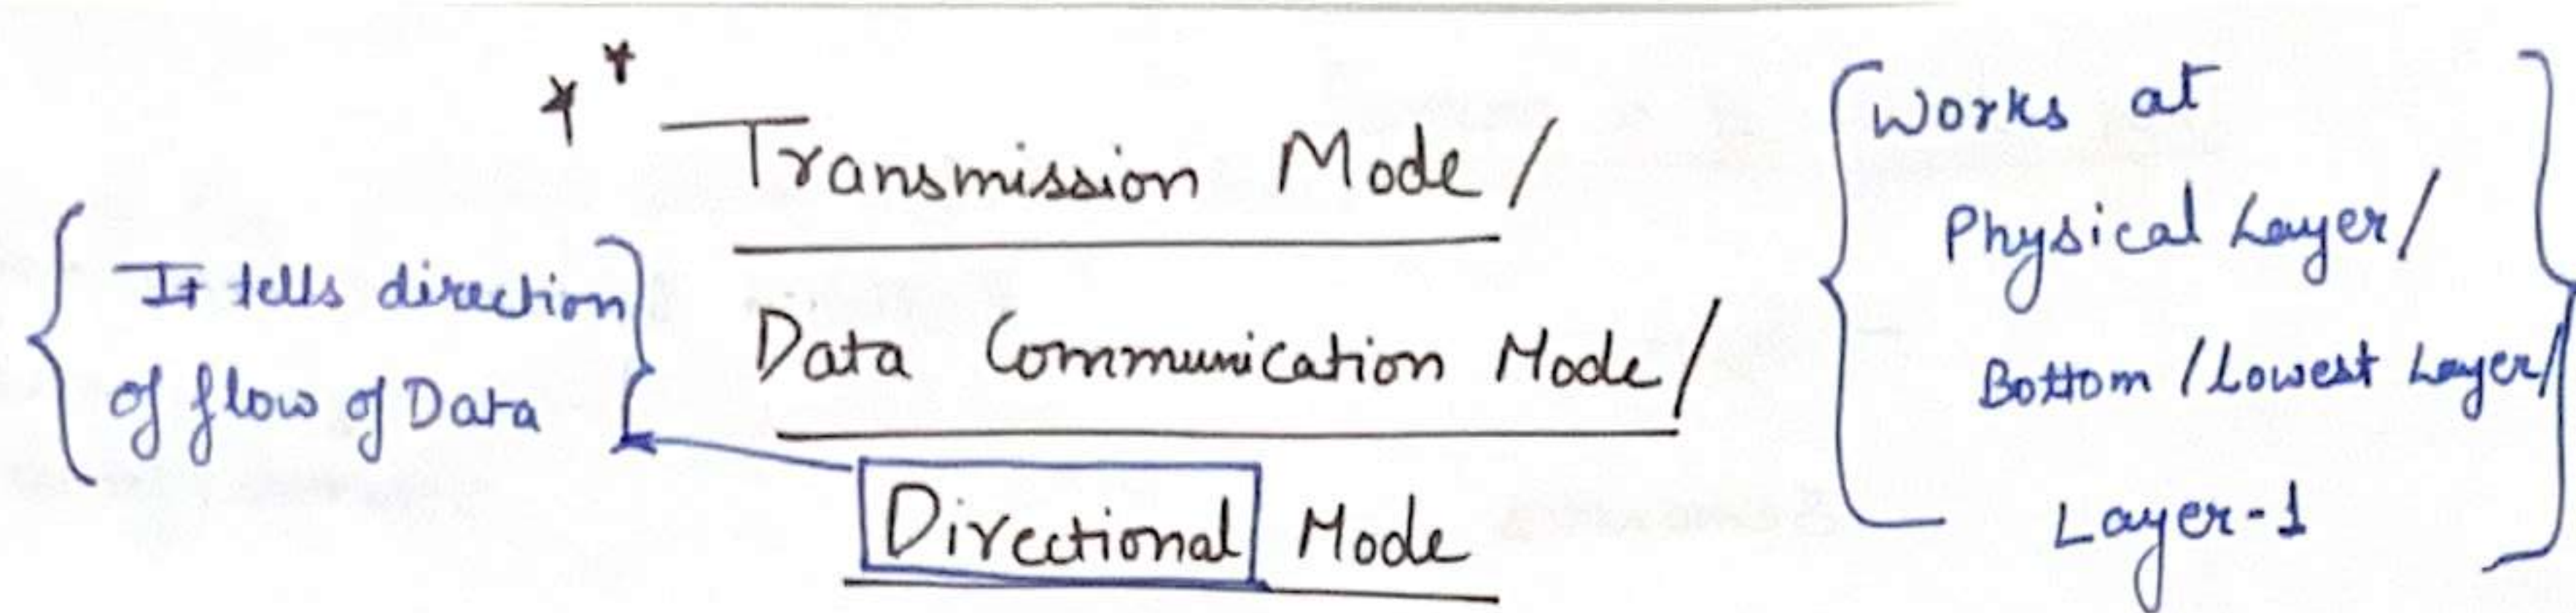 ** Transmission Mode/
Data Communication Mode/
Directional Mode
{ It tells direction
of flow of Data }
{ Works at
Physical Layer/
Bottom/Lowest Layer/
Layer-1 }